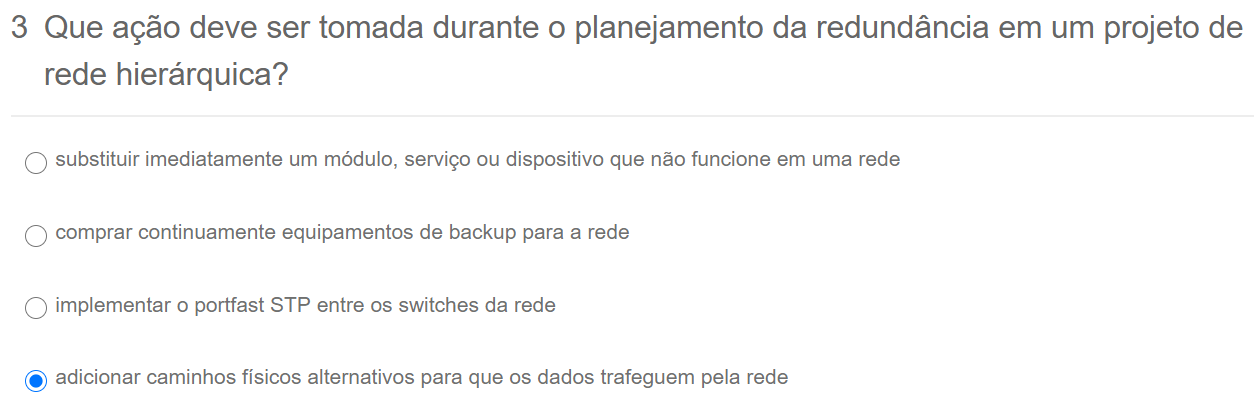 3 Que ação deve ser tomada durante o planejamento da redundância em um projeto de
rede hierárquica?
substituir imediatamente um módulo, serviço ou dispositivo que não funcione em uma rede
comprar continuamente equipamentos de backup para a rede
implementar o portfast STP entre os switches da rede
adicionar caminhos físicos alternativos para que os dados trafeguem pela rede